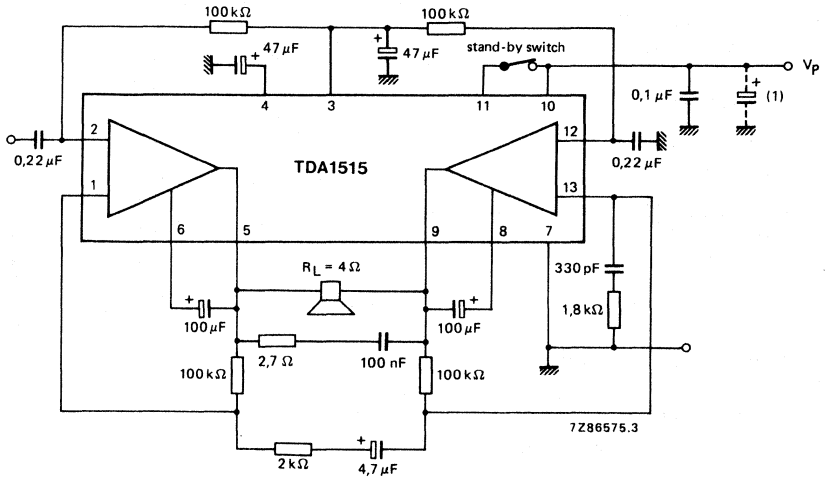 100 kΩ
100 kΩ
47 μF
47 μF
stand-by switch
Vp
4
3
11
10
0,1 μF
(1)
2
12
0,22 μF
TDA1515
0,22 μF
1
13
6
5
9
8
7
RL = 4 Ω
330 pF
100 μF
100 μF
1,8 kΩ
2,7 Ω
100 nF
100 kΩ
100 kΩ
7Z86575.3
2 kΩ
4,7 μF
+
+
+
+
+
+